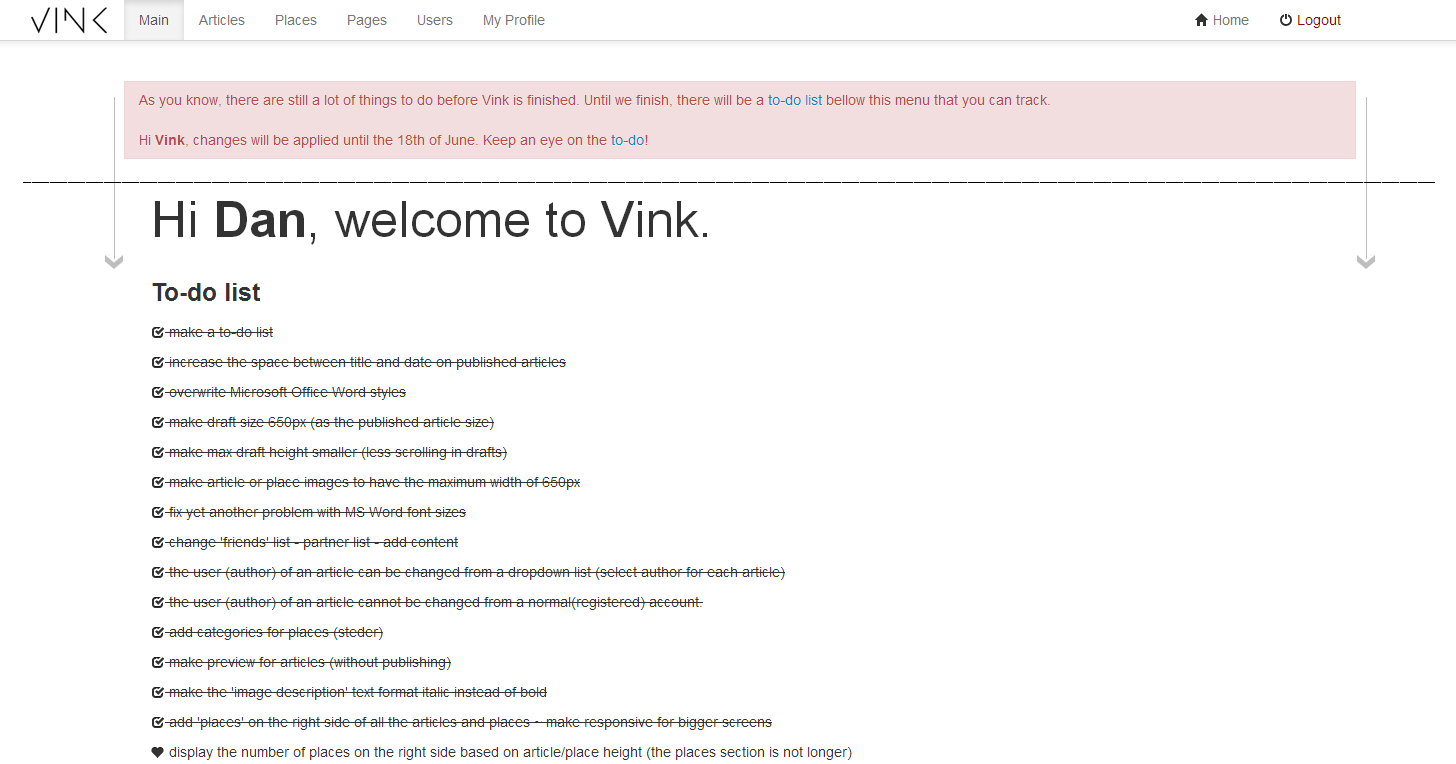 VINK
Main Articles Places Pages Users My Profile Home Logout
As you know, there are still a lot of things to do before Vink is finished. Until we finish, there will be a to-do list bellow this menu that you can track.
Hi Vink, changes will be applied until the 18th of June. Keep an eye on the to-do!
Hi Dan, welcome to Vink.
To-do list
make a to-do list
increase the space between title and date on published articles
overwrite Microsoft Office Word styles
make draft size 650px (as the published article size)
make max draft height smaller (less scrolling in drafts)
make article or place images to have the maximum width of 650px
fix yet another problem with MS Word font sizes
change 'friends' list - partner list - add content
the user (author) of an article can be changed from a dropdown list (select author for each article)
the user (author) of an article cannot be changed from a normal(registered) account.
add categories for places (steder)
make preview for articles (without publishing)
make the 'image description' text format italic instead of bold
add 'places' on the right side of all the articles and places ~ make responsive for bigger screens
display the number of places on the right side based on article/place height (the places section is not longer)